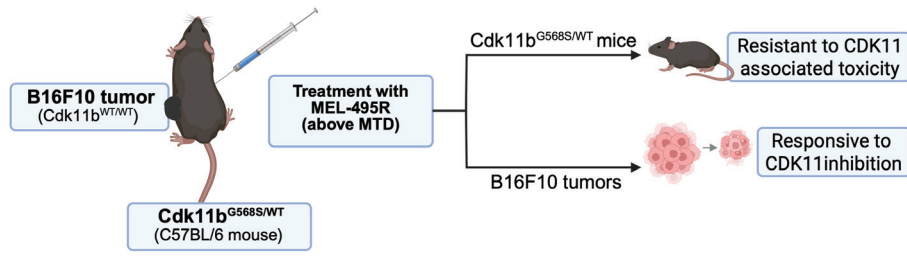 B16F10 tumor
(Cdk11b^WT/WT)
Cdk11b^G568S/WT
(C57BL/6 mouse)
Treatment with
MEL-495R
(above MTD)
Cdk11b^G568S/WT mice
Resistant to CDK11
associated toxicity
B16F10 tumors
Responsive to
CDK11inhibition